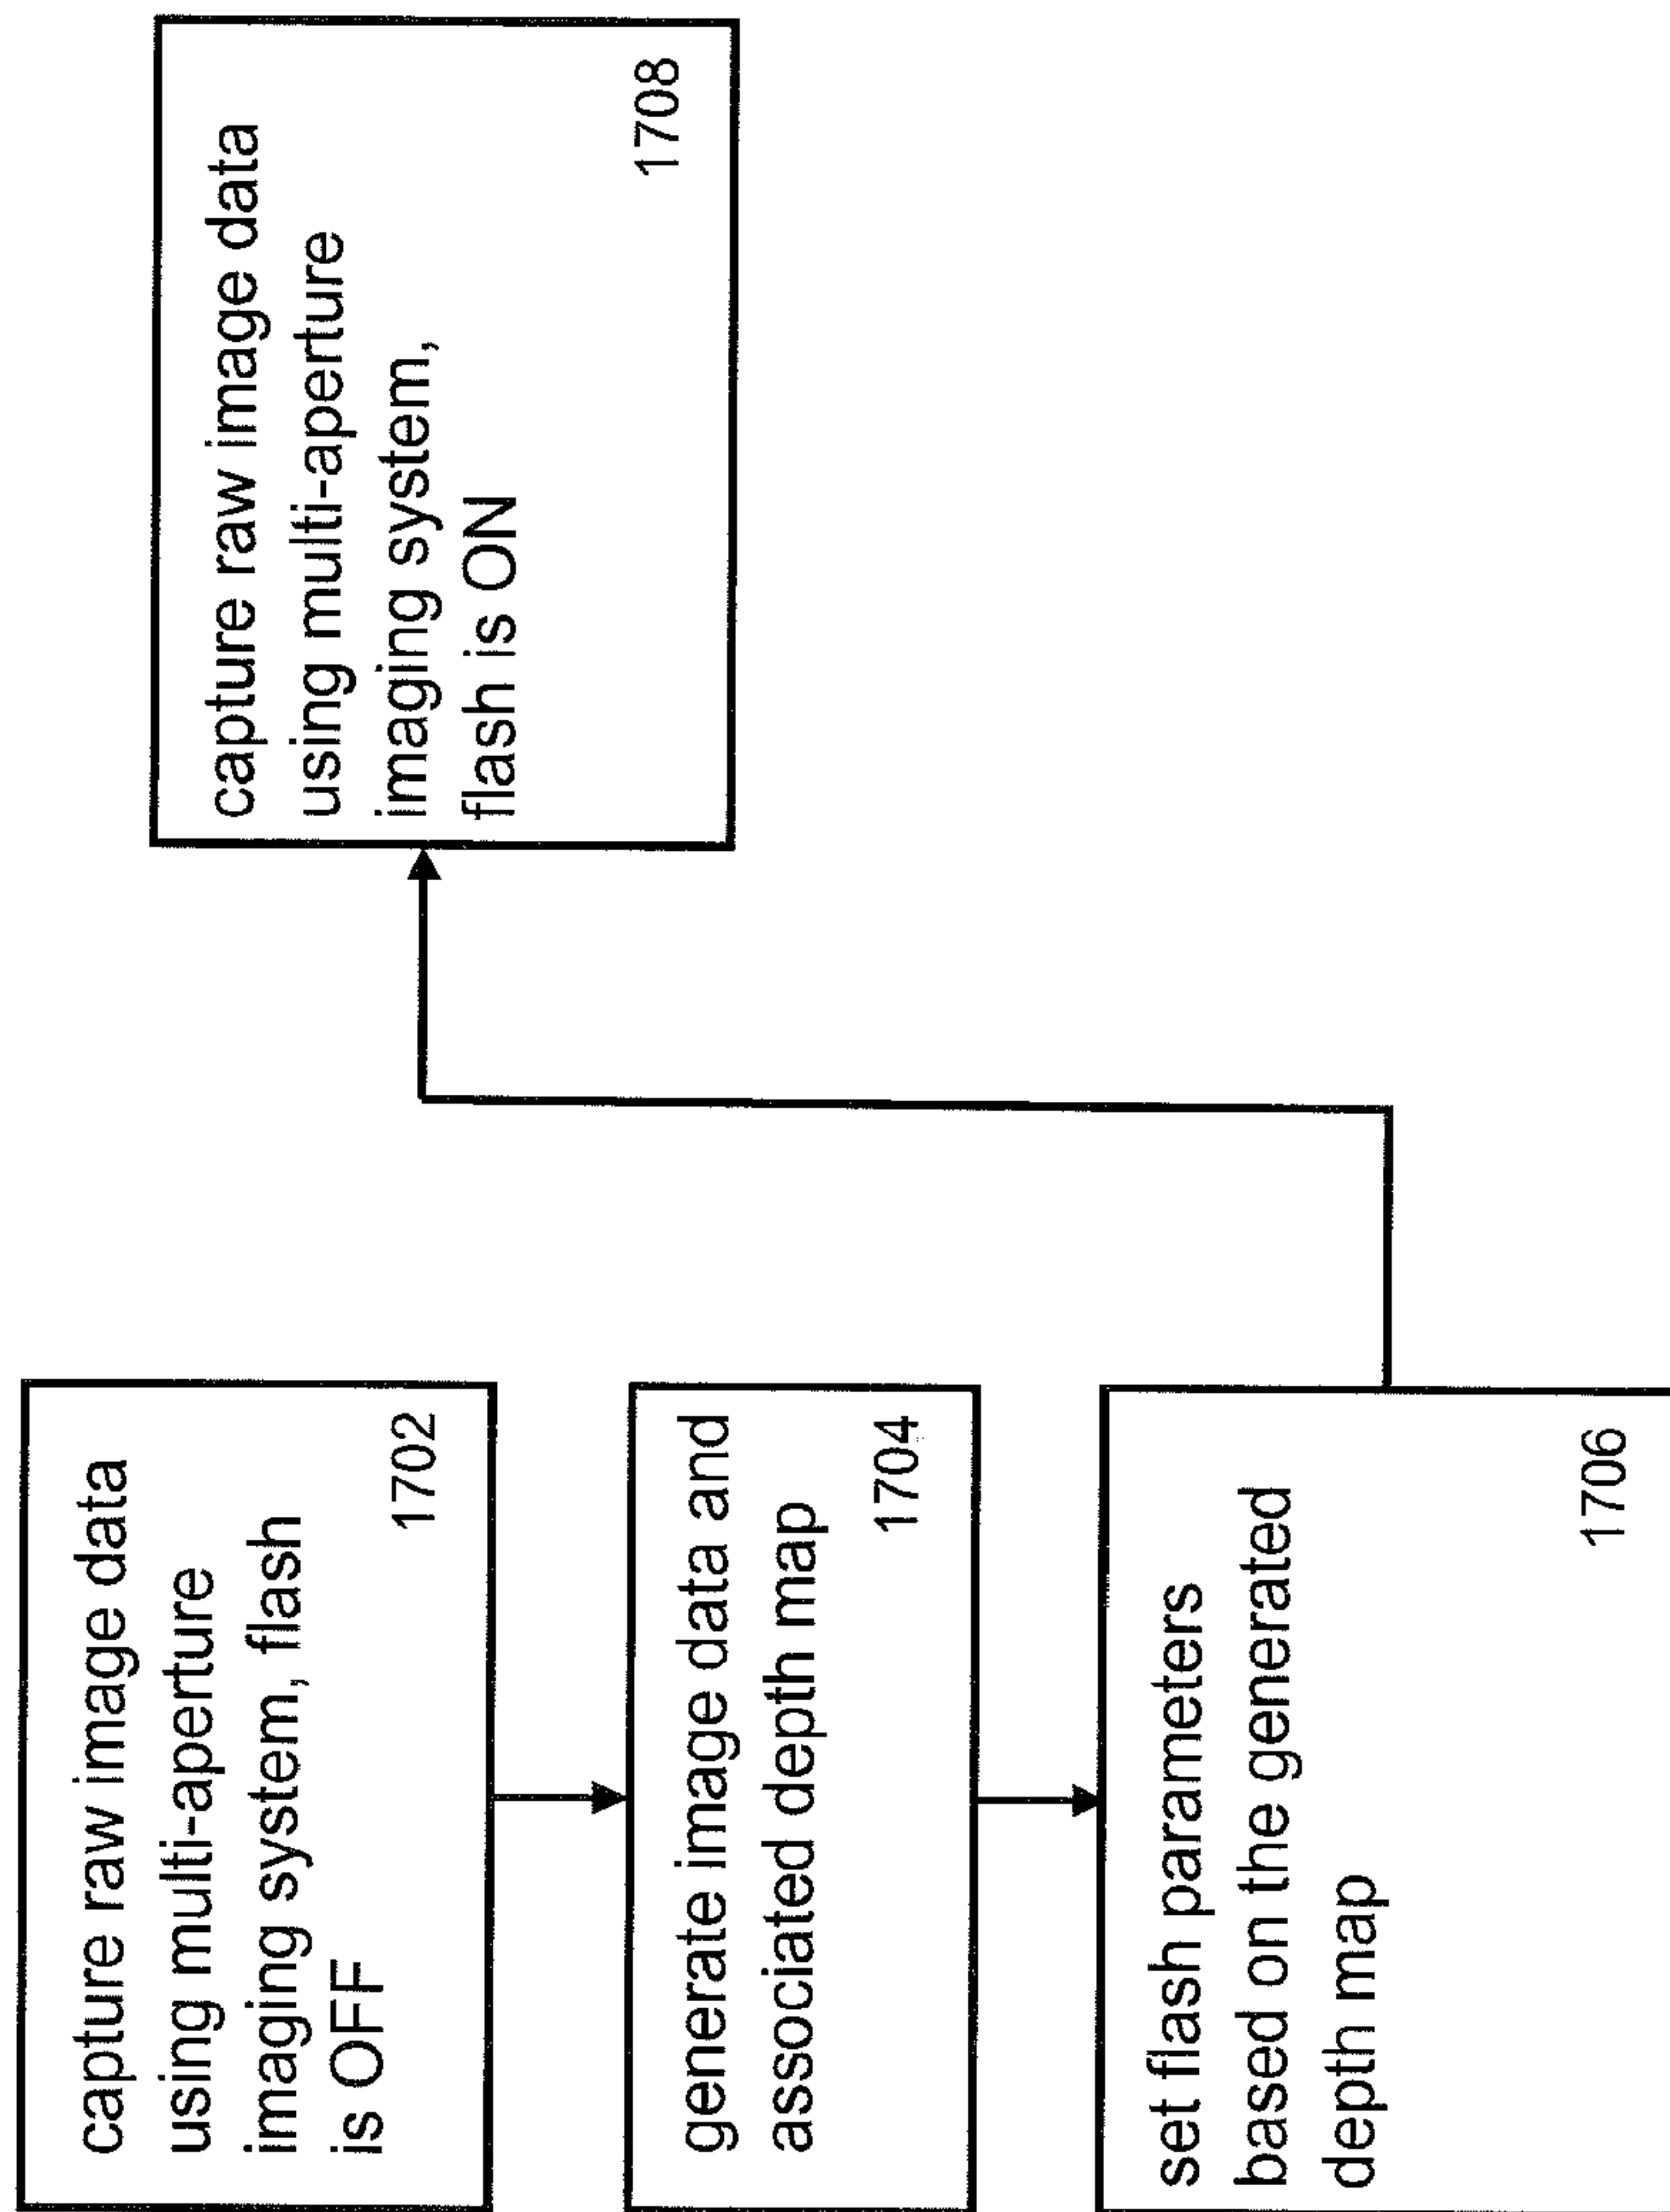 capture raw image data
using multi-aperture
imaging system, flash
is OFF
1702
generate image data and
associated depth map
1704
set flash parameters
based on the generated
depth map
1706
capture raw image data
using multi-aperture
imaging system,
flash is ON
1708